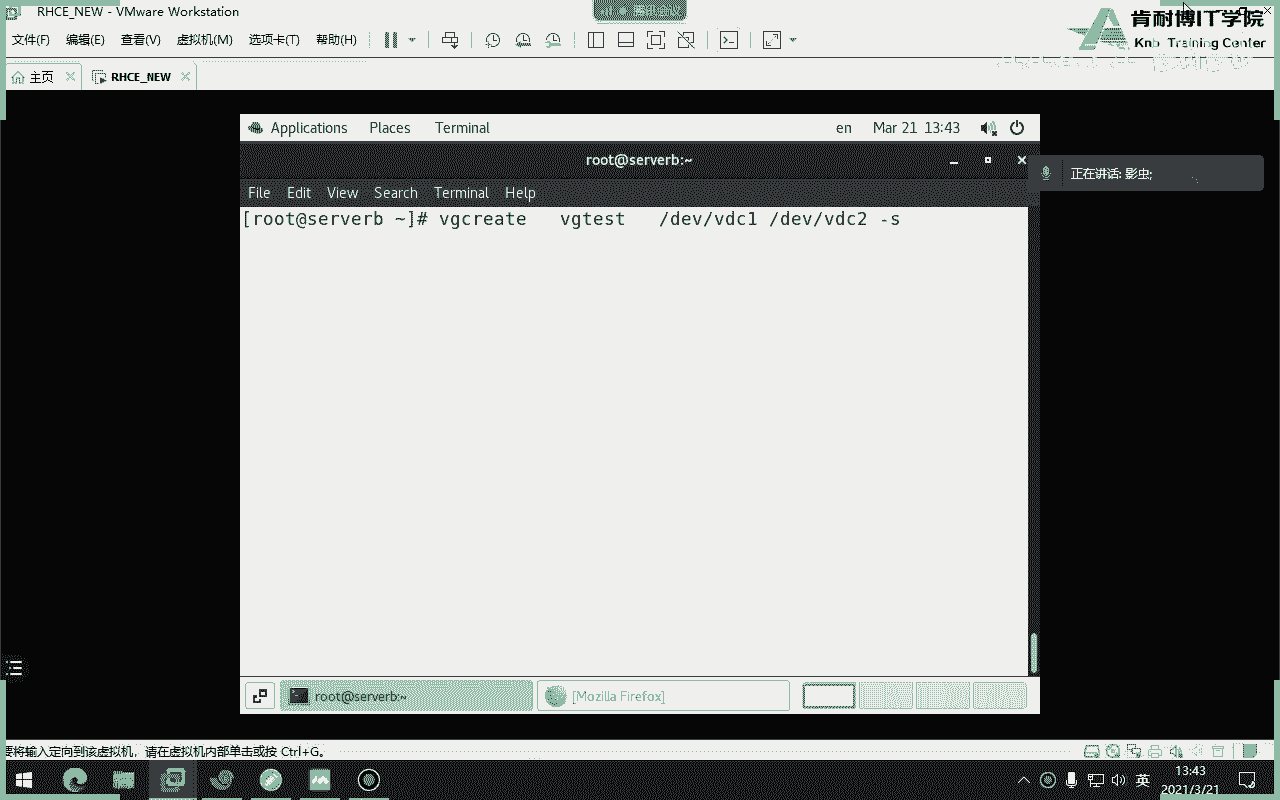 RHCE_NEW - VMware Workstation
文件(F) 编辑(E) 查看(V) 虚拟机(M) 选项卡(T) 帮助(H)
肯耐博IT学院
Knb Training Center
主页 RHCE_NEW
Applications Places Terminal en Mar 21 13:43
root@serverb:~
正在讲话: 影虫;
File Edit View Search Terminal Help
[root@serverb ~]# vgcreate vgtest /dev/vdc1 /dev/vdc2 -s
root@serverb:~ [Mozilla Firefox]
要将输入定向到该虚拟机，请在虚拟机内部单击或按 Ctrl+G。
英 13:43
2021/3/21